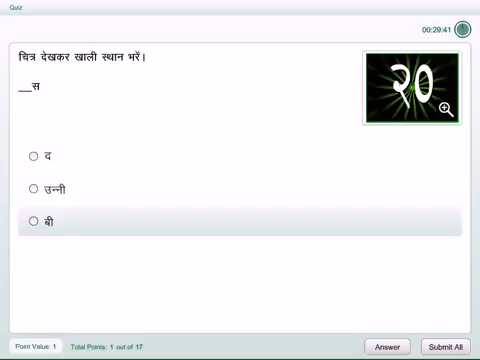 Quiz
00:29:41
चित्र देखकर खाली स्थान भरें।
__स
२०
द
उन्नी
बी
Point Value: 1
Total Points: 1 out of 17
Answer
Submit All